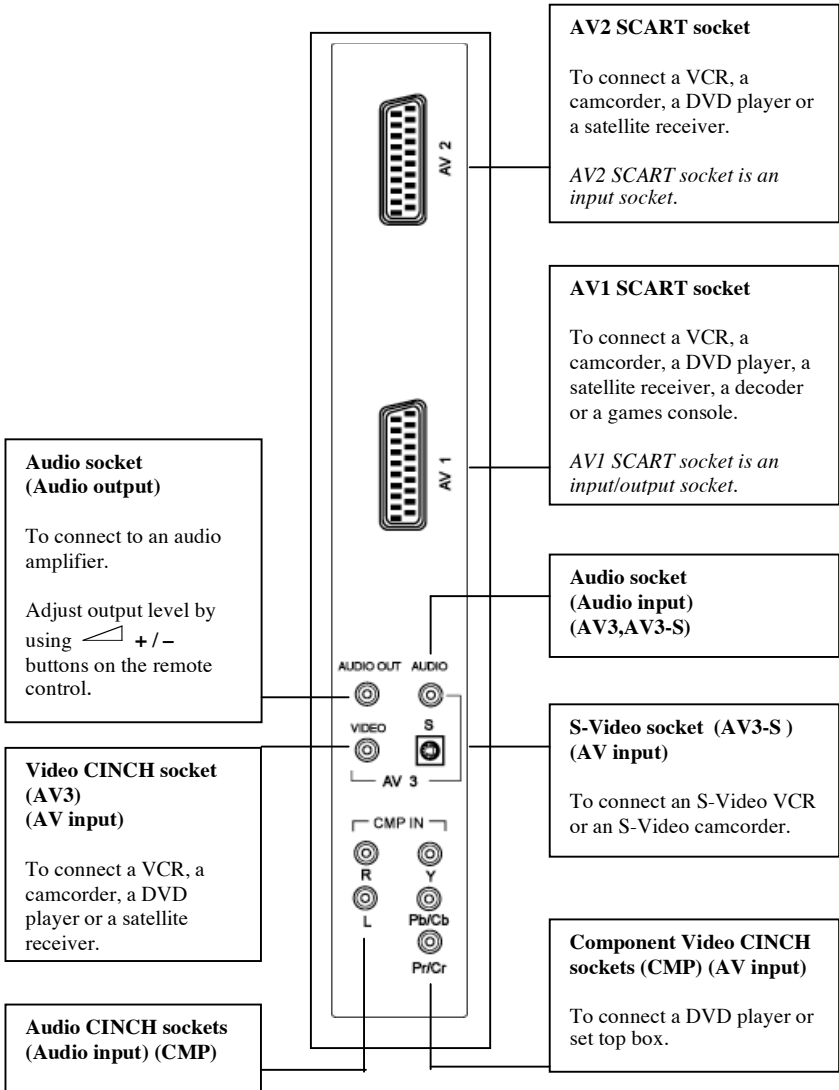 AV2 SCART socket
To connect a VCR, a
camcorder, a DVD player or
a satellite receiver.
AV2 SCART socket is an
input socket.
AV 2
AV1 SCART socket
To connect a VCR, a
camcorder, a DVD player, a
satellite receiver, a decoder
or a games console.
AV1 SCART socket is an
input/output socket.
AV 1
Audio socket
(Audio output)
To connect to an audio
amplifier.
Adjust output level by
using + / –
buttons on the remote
control.
Audio socket
(Audio input)
(AV3,AV3-S)
AUDIO OUT AUDIO
VIDEO S
AV 3
S-Video socket (AV3-S )
(AV input)
To connect an S-Video VCR
or an S-Video camcorder.
Video CINCH socket
(AV3)
(AV input)
To connect a VCR, a
camcorder, a DVD
player or a satellite
receiver.
CMP IN
R Y
L Pb/Cb
Pr/Cr
Component Video CINCH
sockets (CMP) (AV input)
To connect a DVD player or
set top box.
Audio CINCH sockets
(Audio input) (CMP)